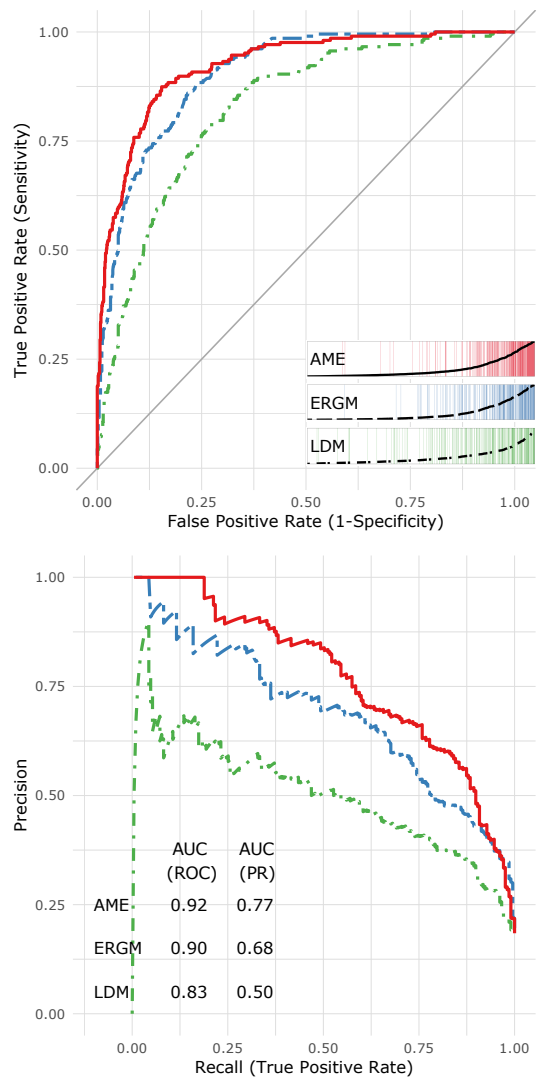 1.00
0.75
0.50
0.25
0.00
True Positive Rate (Sensitivity)
AME
ERGM
LDM
0.00 0.25 0.50 0.75 1.00
False Positive Rate (1-Specificity)
1.00
0.75
0.50
0.25
0.00
Precision
AUC AUC
(ROC) (PR)
AME 0.92 0.77
ERGM 0.90 0.68
LDM 0.83 0.50
0.00 0.25 0.50 0.75 1.00
Recall (True Positive Rate)